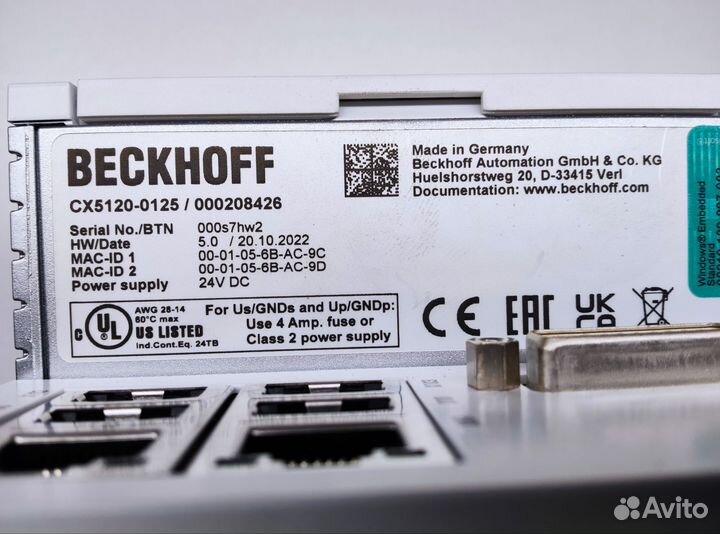 BECKHOFF
CX5120-0125 / 000208426
Serial No./BTN 000s7hw2
HW/Date 5.0 / 20.10.2022
MAC-ID 1 00-01-05-6B-AC-9C
MAC-ID 2 00-01-05-6B-AC-9D
Power supply 24V DC
Made in Germany
Beckhoff Automation GmbH & Co. KG
Huelshorstweg 20, D-33415 Verl
Documentation: www.beckhoff.com
c UL US LISTED
AWG 28-14
60°C max
Ind.Cont.Eq. 24TB
For Us/GNDs and Up/GNDp:
Use 4 Amp. fuse or
Class 2 power supply
CE EAC UK CA
Windows® Embedded
Standard
Avito